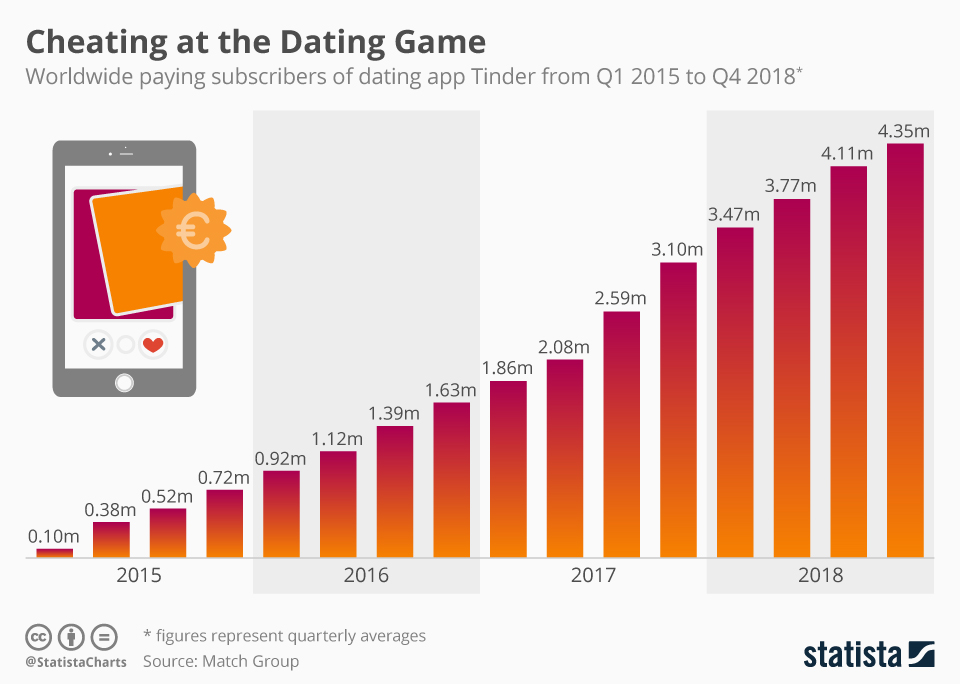 Cheating at the Dating Game
Worldwide paying subscribers of dating app Tinder from Q1 2015 to Q4 2018*
€
0.10m
0.38m
0.52m
0.72m
0.92m
1.12m
1.39m
1.63m
1.86m
2.08m
2.59m
3.10m
3.47m
3.77m
4.11m
4.35m
2015
2016
2017
2018
cc
=
@StatistaCharts
* figures represent quarterly averages
Source: Match Group
statista